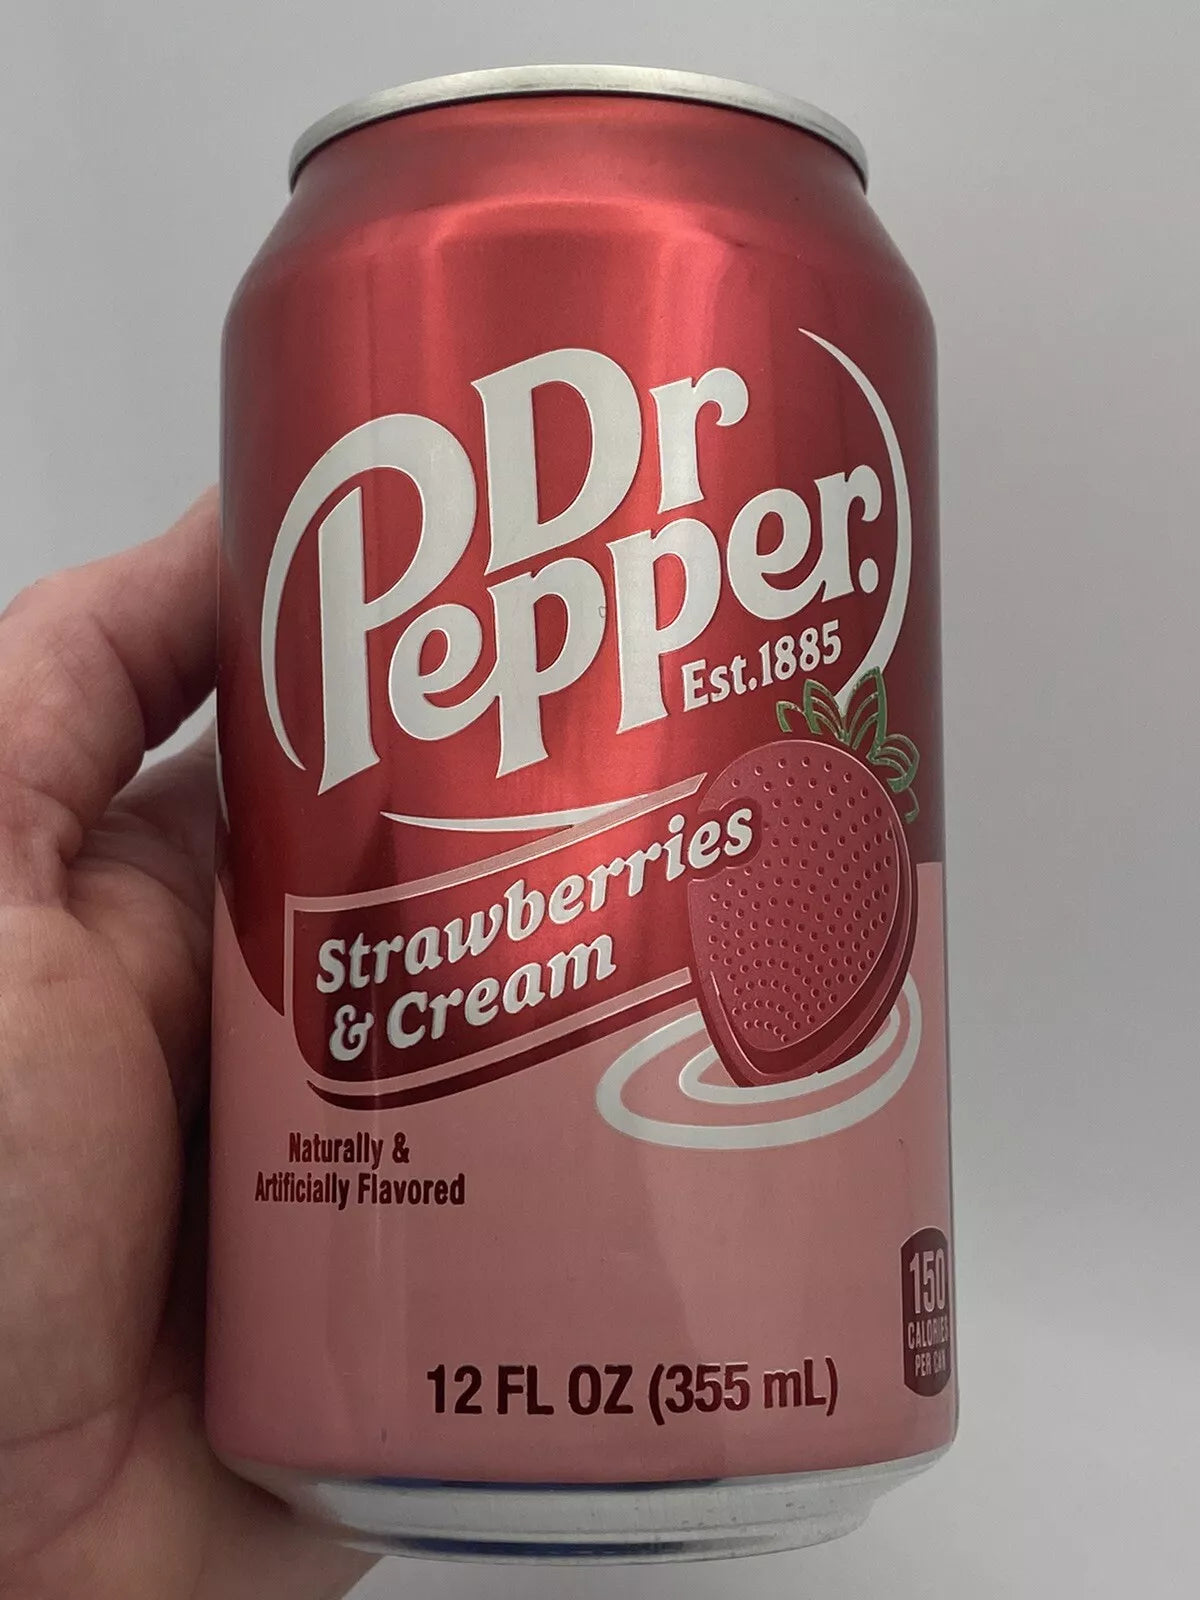 Dr
Pepper.
Est.1885
Strawberries
& Cream
Naturally &
Artificially Flavored
150
CALORIES
PER CAN
12 FL OZ (355 mL)